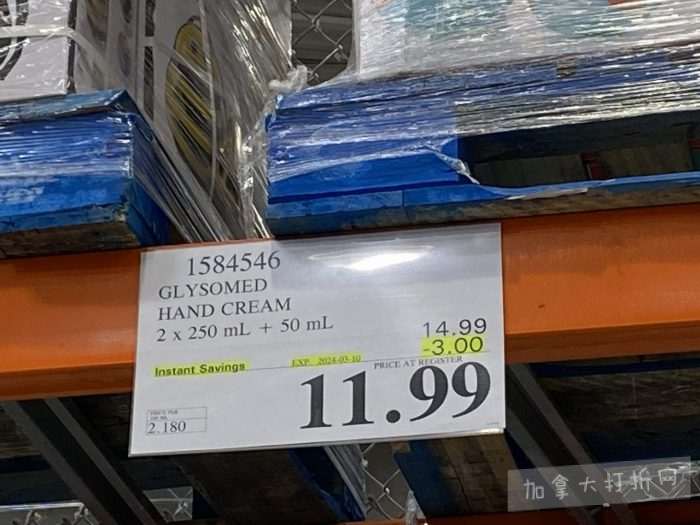 1584546
GLYSOMED
HAND CREAM
2 x 250 mL + 50 mL
14.99
-3.00
Instant Savings
EXP. 2024-03-10
PRICE AT REGISTER
11.99
2.180
加拿大打折网